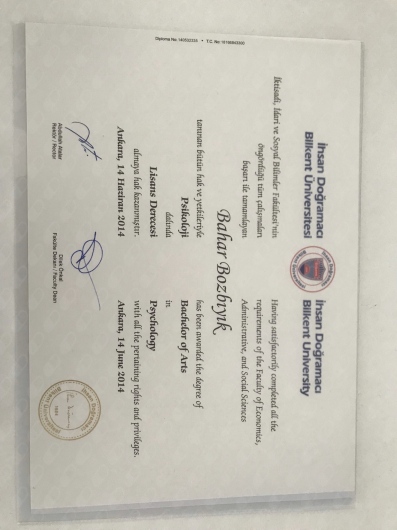 İhsan Doğramacı
Bilkent Üniversitesi
İktisadi, İdari ve Sosyal Bilimler Fakültesi'nin
öngördüğü tüm çalışmaları
başarı ile tamamlayan
İhsan Doğramacı
Bilkent University
Having satisfactorily completed all the
requirements of the Faculty of Economics,
Administrative, and Social Sciences
Bahar Bozbıyık
tanınan bütün hak ve yetkileriyle
Psikoloji
dalında
Lisans Derecesi
almaya hak kazanmıştır.
Ankara, 14 Haziran 2014
has been awarded the degree of
Bachelor of Arts
in
Psychology
with all the pertaining rights and privileges.
Ankara, 14 June 2014
Abdullah Atalar
Rektör / Rector
Dilek Önkal
Fakülte Dekanı / Faculty Dean
Diploma No.
T.C. No: